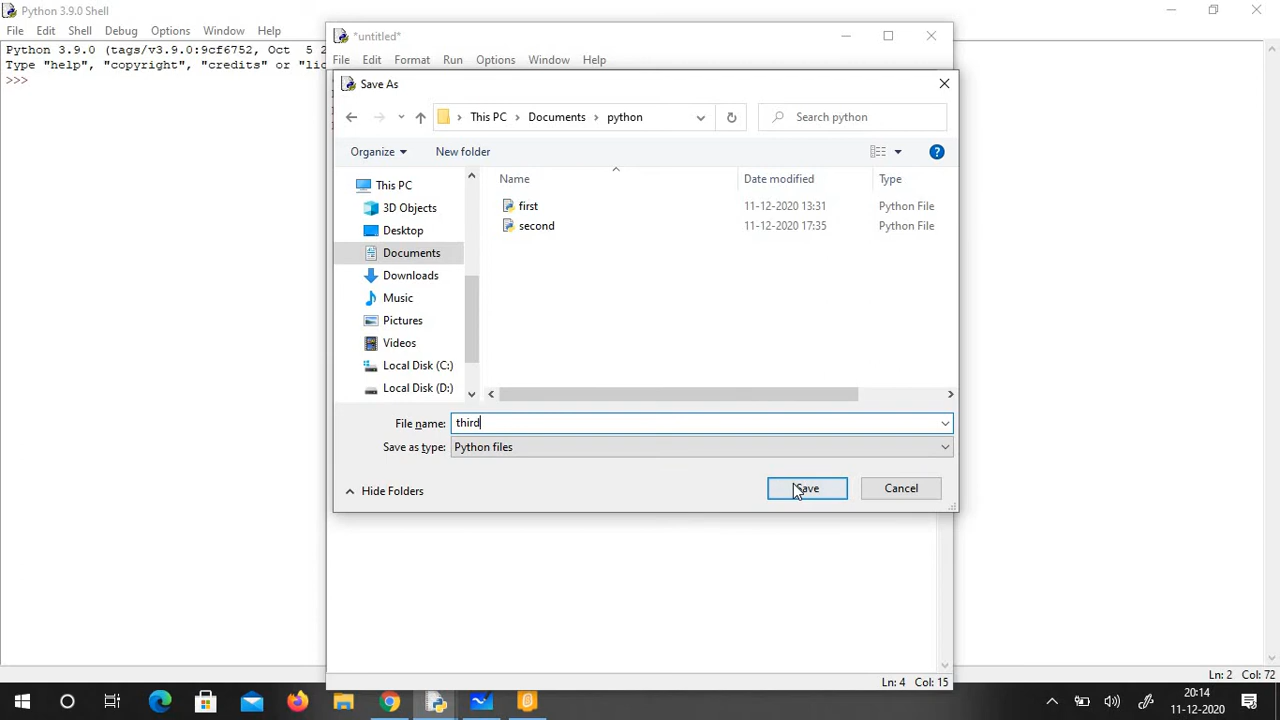 Python 3.9.0 Shell
File Edit Shell Debug Options Window Help
Python 3.9.0 (tags/v3.9.0:9cf6752, Oct 5 2
Type "help", "copyright", "credits" or "lic
>>>
*untitled*
File Edit Format Run Options Window Help
Save As
This PC > Documents > python
Search python
Organize New folder
Name Date modified Type
This PC
3D Objects
Desktop
Documents
Downloads
Music
Pictures
Videos
Local Disk (C:)
Local Disk (D:)
first 11-12-2020 13:31 Python File
second 11-12-2020 17:35 Python File
File name: third
Save as type: Python files
Hide Folders
Save
Cancel
Ln: 2 Col: 72
Ln: 4 Col: 15
20:14
11-12-2020